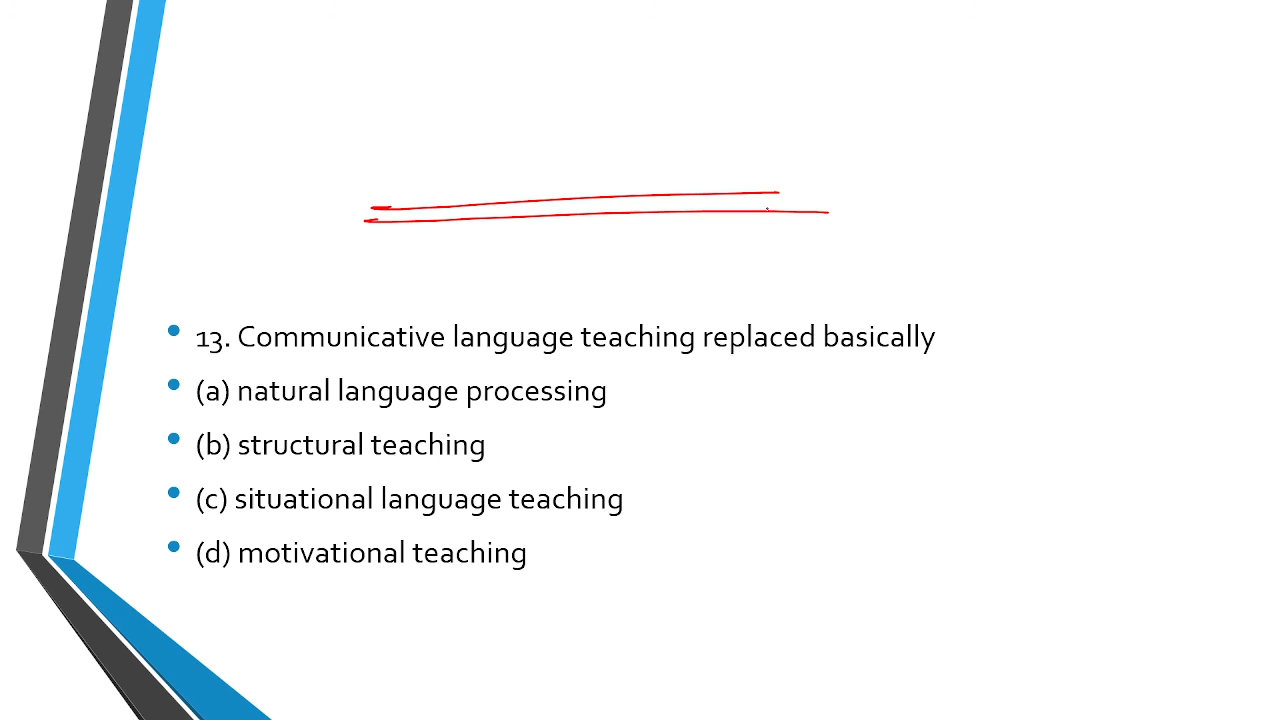 • 13. Communicative language teaching replaced basically
• (a) natural language processing
• (b) structural teaching
• (c) situational language teaching
• (d) motivational teaching